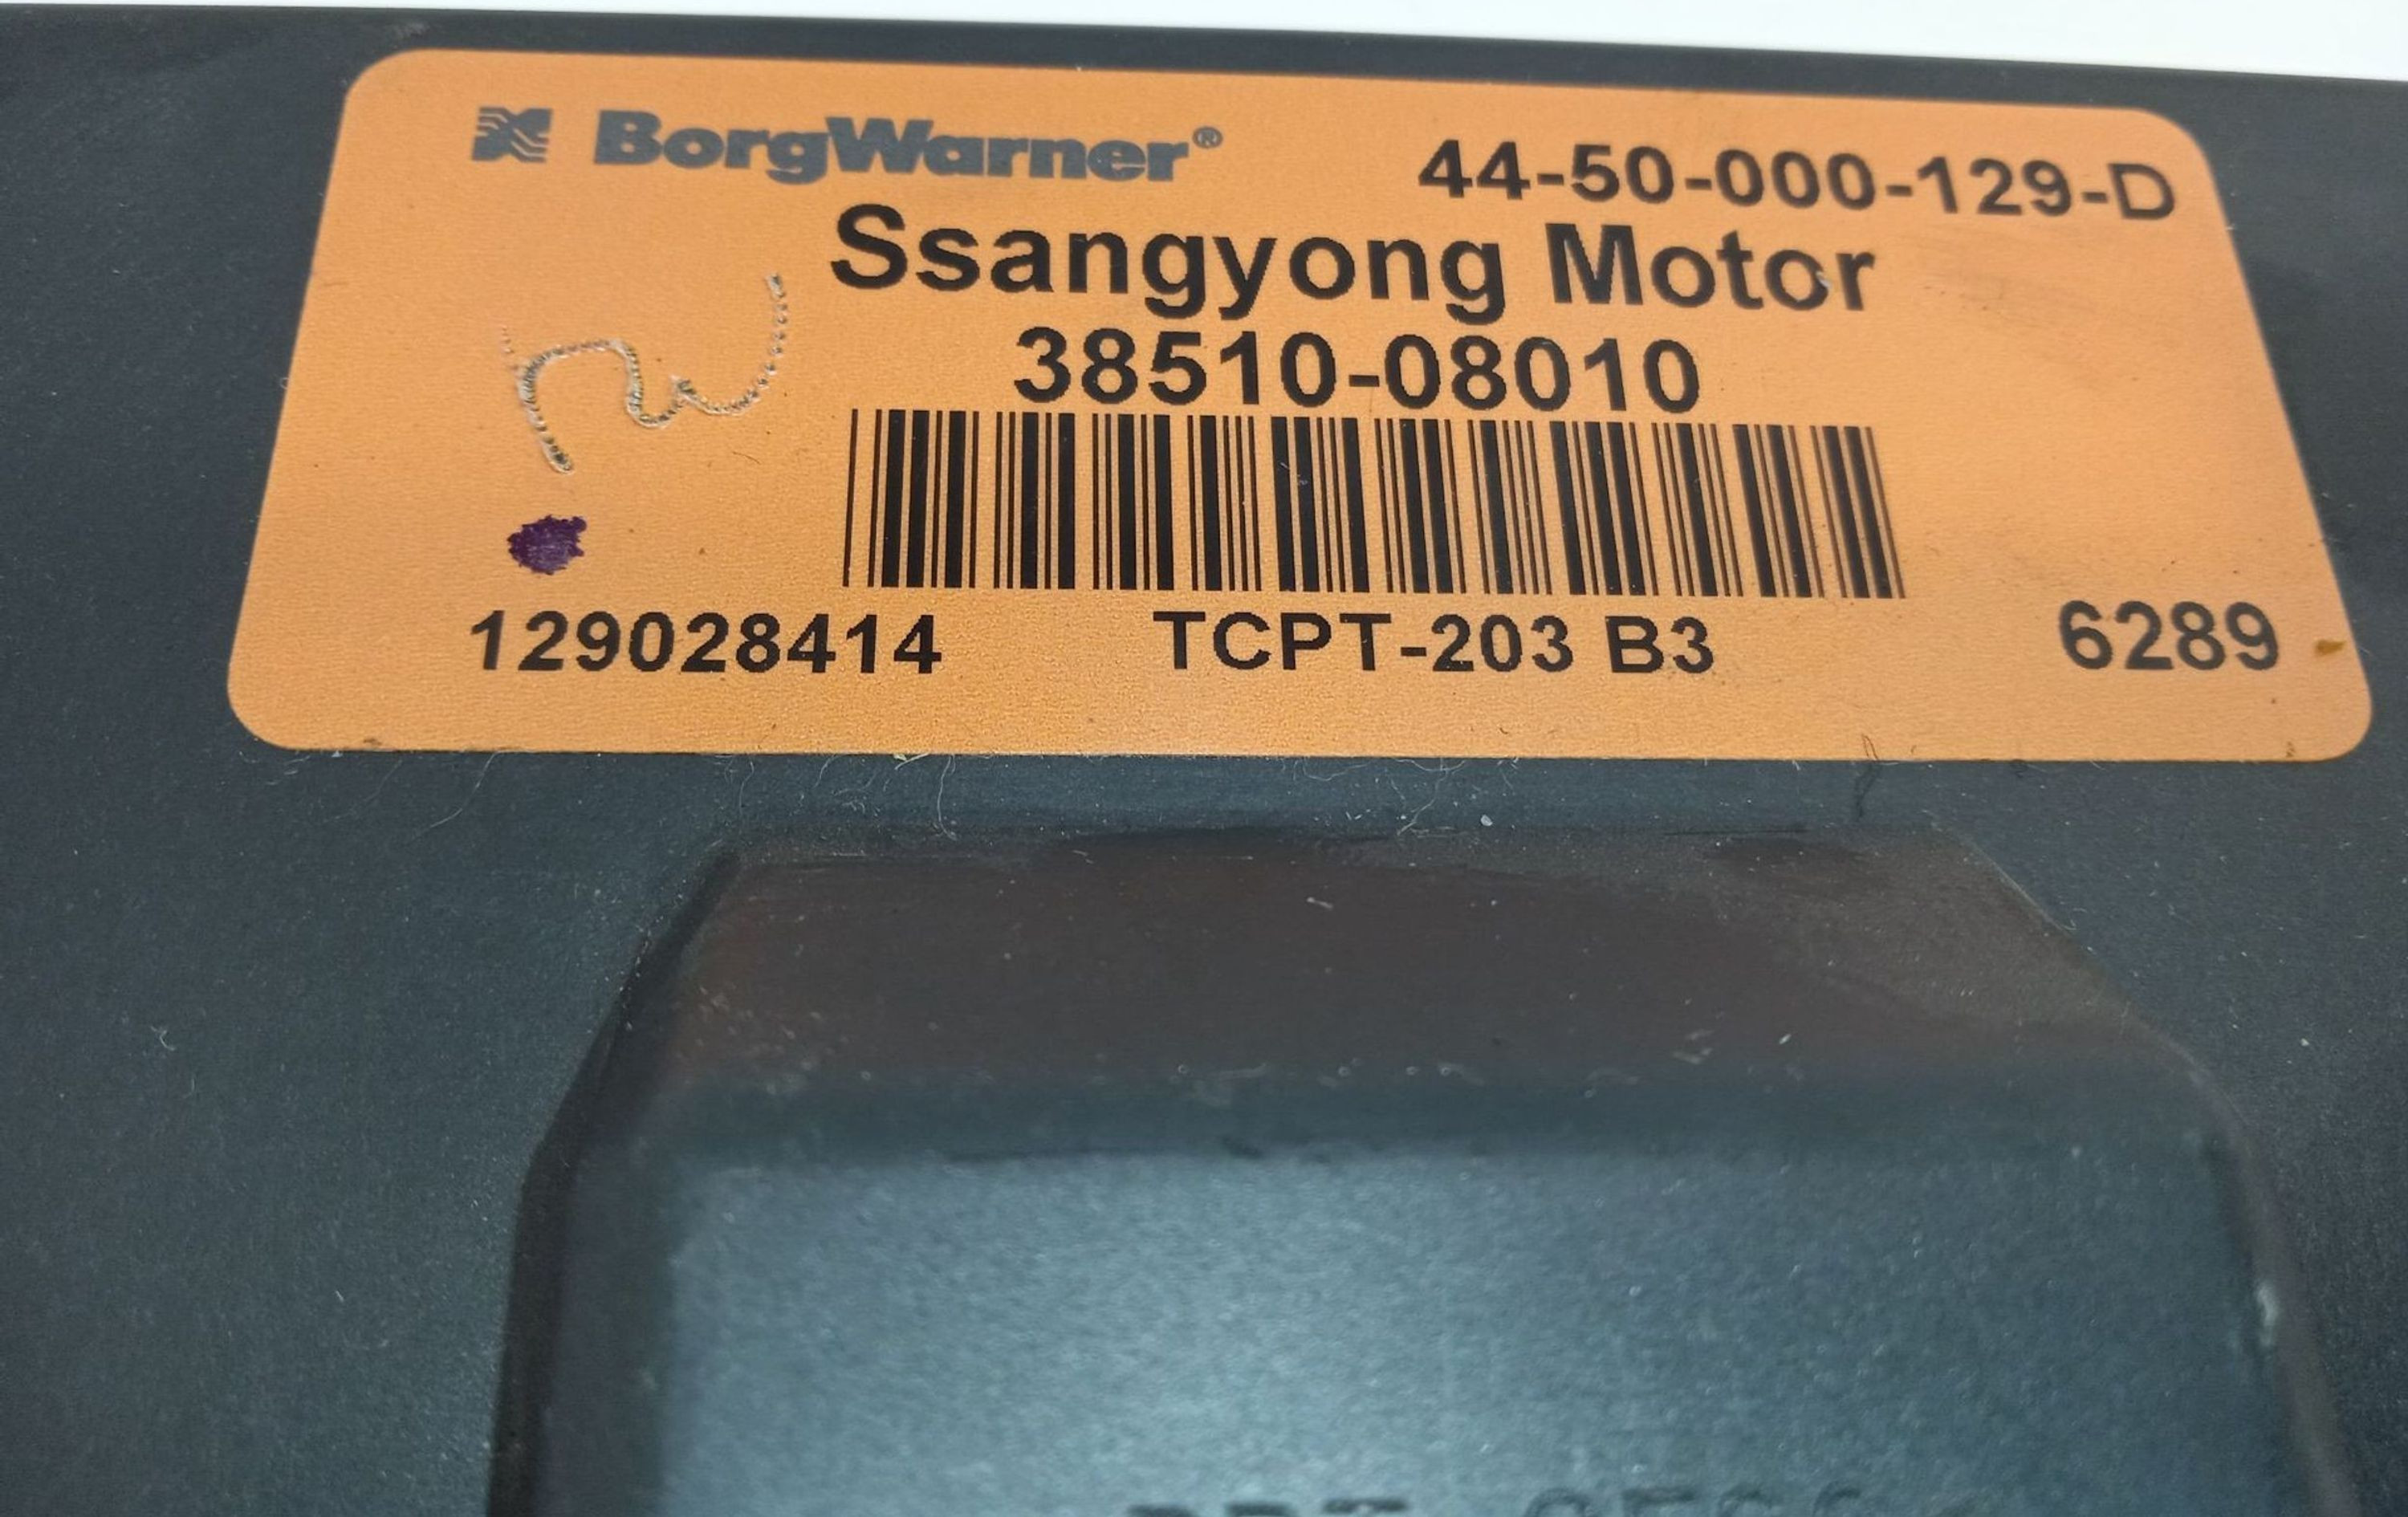 BorgWarner® 44-50-000-129-D
Ssangyong Motor
38510-08010
129028414 TCPT-203 B3 6289